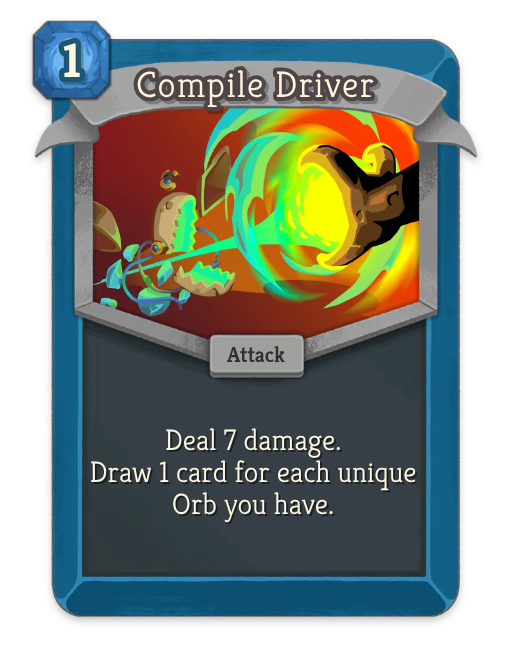 1
Compile Driver
Attack
Deal 7 damage.
Draw 1 card for each unique
Orb you have.